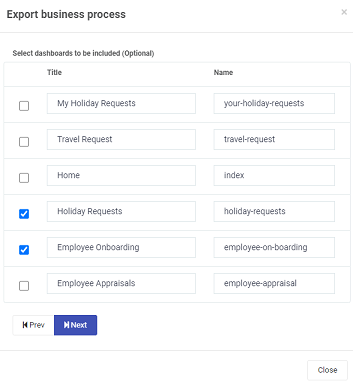 Export business process
×
Select dashboards to be included (Optional)
Title Name
My Holiday Requests your-holiday-requests
Travel Request travel-request
Home index
Holiday Requests holiday-requests
Employee Onboarding employee-on-boarding
Employee Appraisals employee-appraisal
Prev Next
Close